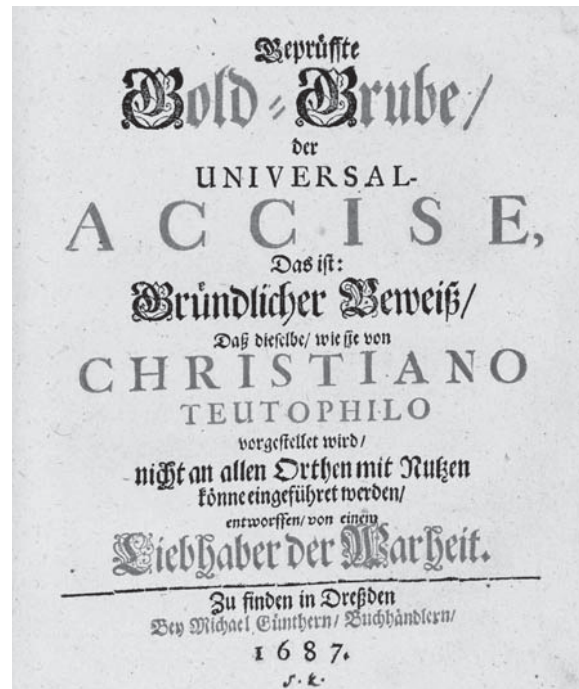 Geprüffte
Gold-Grube/
der
UNIVERSAL-
ACCISE,
Das ist:
Gründlicher Beweiß/
Daß dieselbe/ wie sie von
CHRISTIANO
TEUTOPHILO
vorgestellet wird/
nicht an allen Orthen mit Nutzen
könne eingeführet werden/
entworffen/ von einem
Liebhaber der Warheit.
Zu finden in Dreßden
Bey Michael Günthern/ Buchhändlern/
1687.